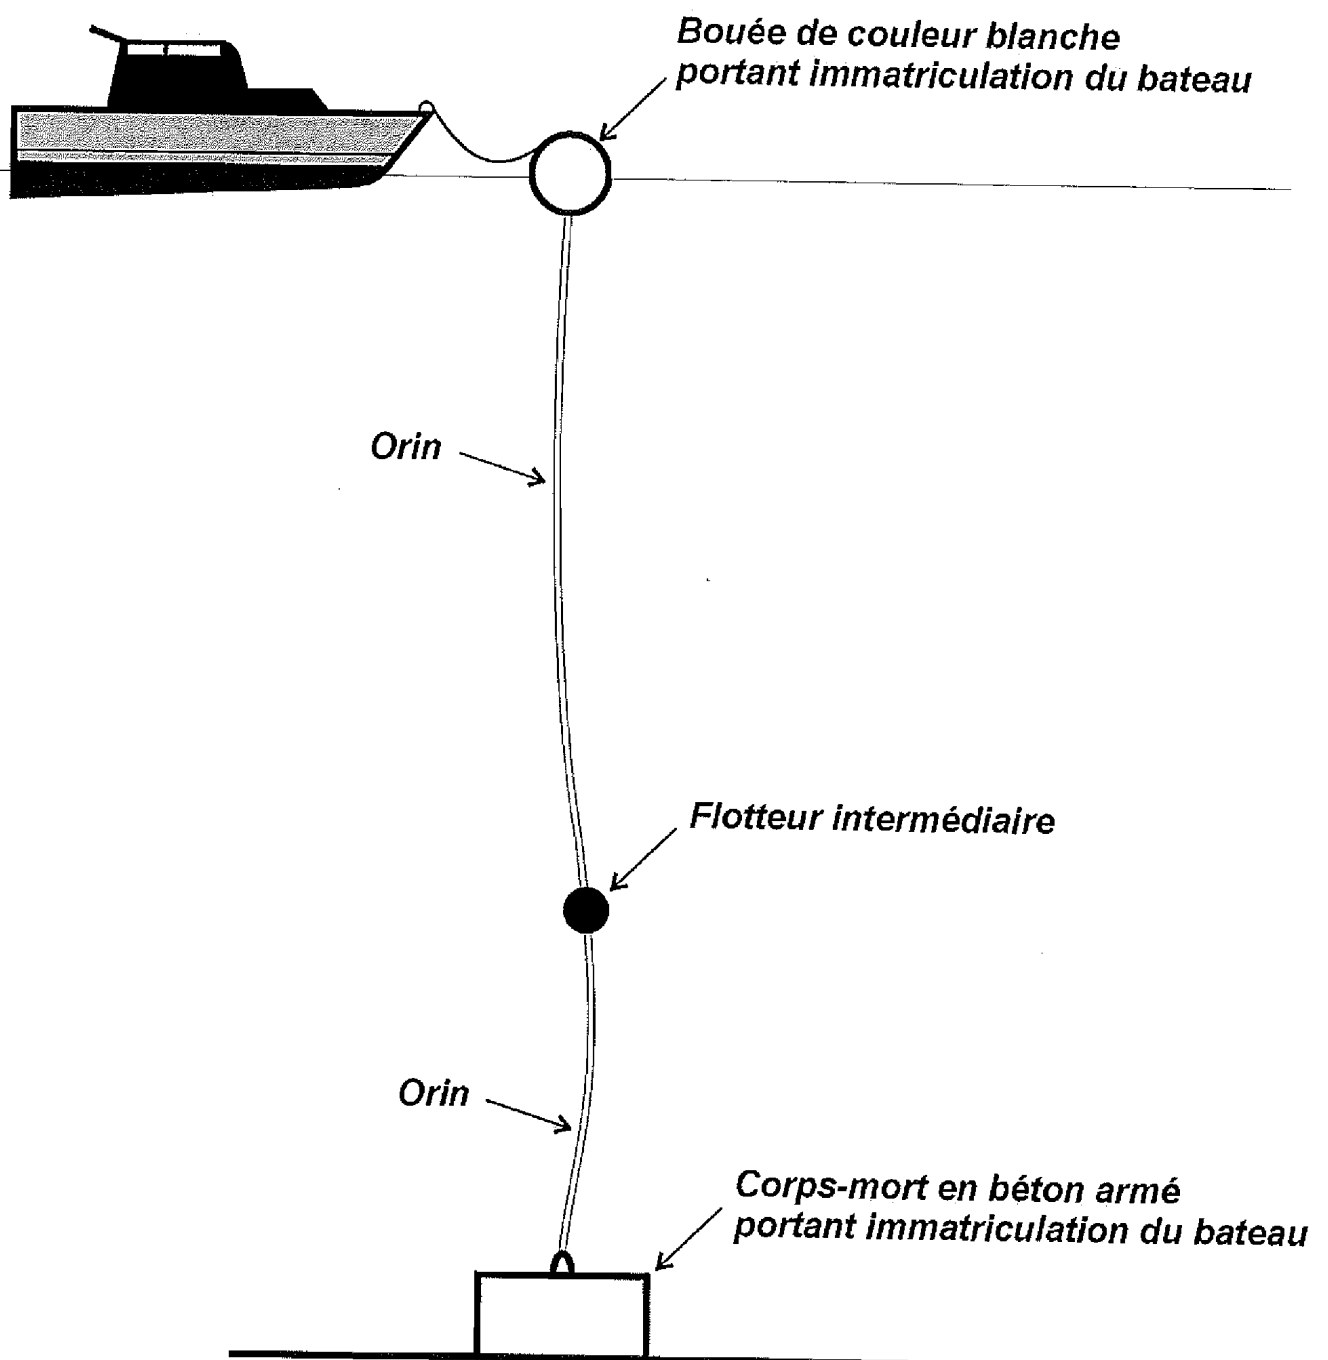 Bouée de couleur blanche
portant immatriculation du bateau
Orin
Flotteur intermédiaire
Orin
Corps-mort en béton armé
portant immatriculation du bateau